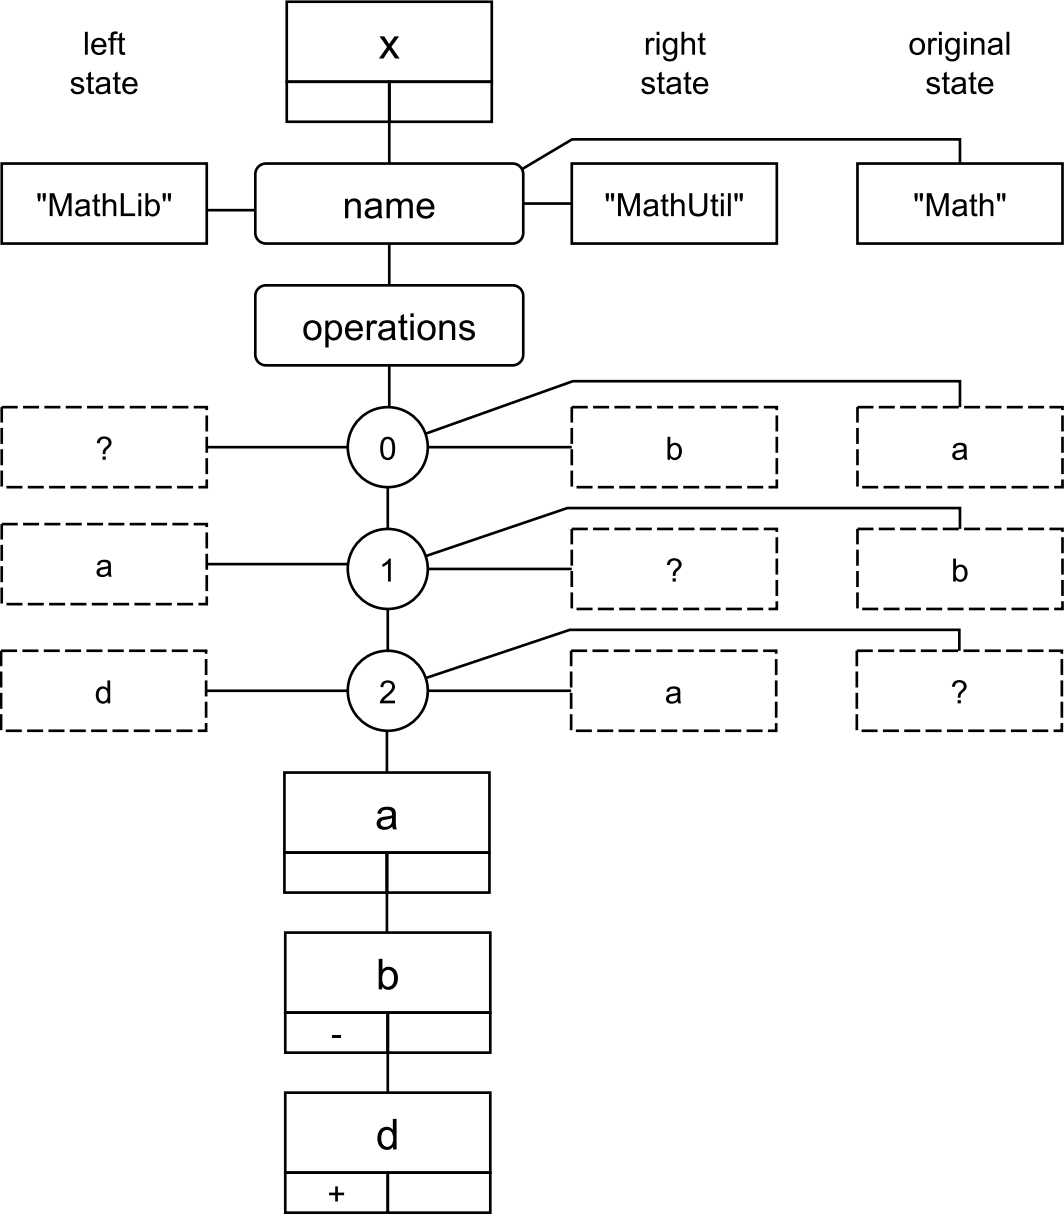 left
state
x
right
state
original
state
"MathLib"
name
"MathUtil"
"Math"
operations
?
0
b
a
a
1
?
b
d
2
a
?
a
b
-
d
+